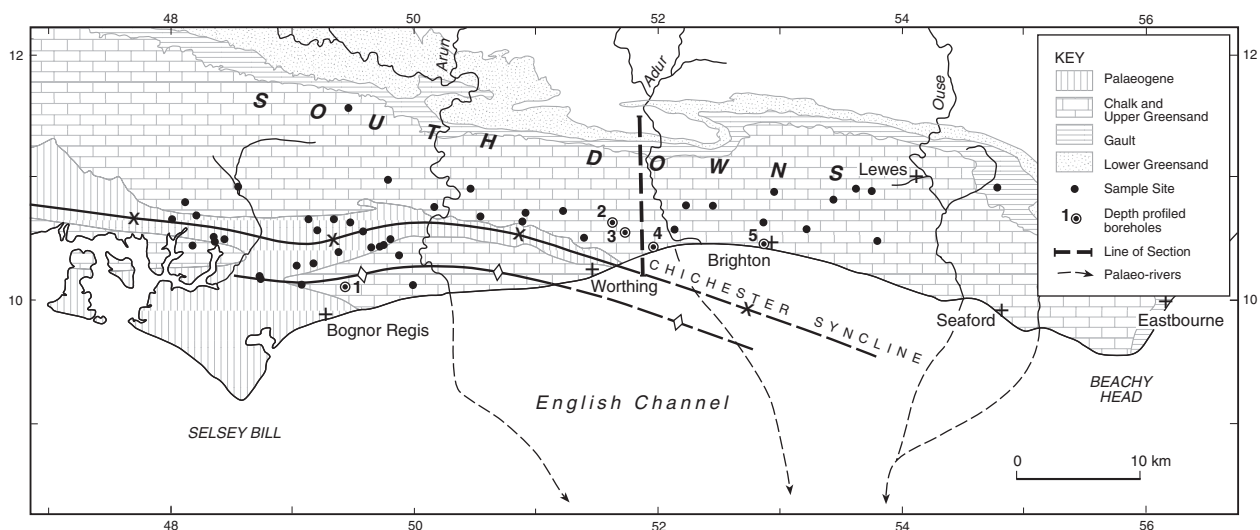 48 50 52 54 56
12 12
Arun
Adur
Ouse
SOUTH DOWNS
Lewes
2
3
4
5
1
Brighton
Worthing
CHICHESTER SYNCLINE
10 10
Bognor Regis
Seaford
Eastbourne
English Channel
SELSEY BILL
BEACHY
HEAD
KEY
Palaeogene
Chalk and
Upper Greensand
Gault
Lower Greensand
Sample Site
1 Depth profiled
boreholes
Line of Section
Palaeo-rivers
0 10 km
48 50 52 54 56